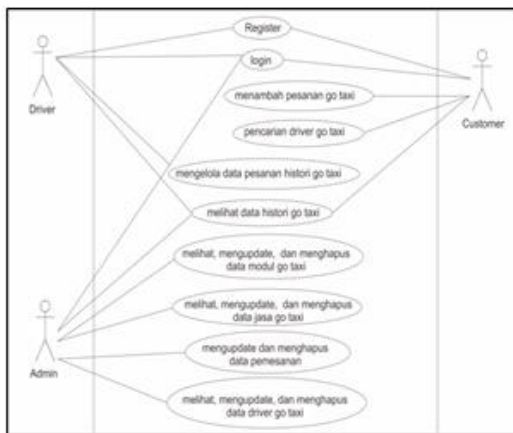 Register
login
Driver
menambah pesanan go taxi
Customer
pencarian driver go taxi
mengelola data pesanan histori go taxi
melihat data histori go taxi
melihat, mengupdate, dan menghapus
data modul go taxi
melihat, mengupdate, dan menghapus
data jasa go taxi
mengupdate dan menghapus
data pemesanan
Admin
melihat, mengupdate, dan menghapus
data driver go taxi